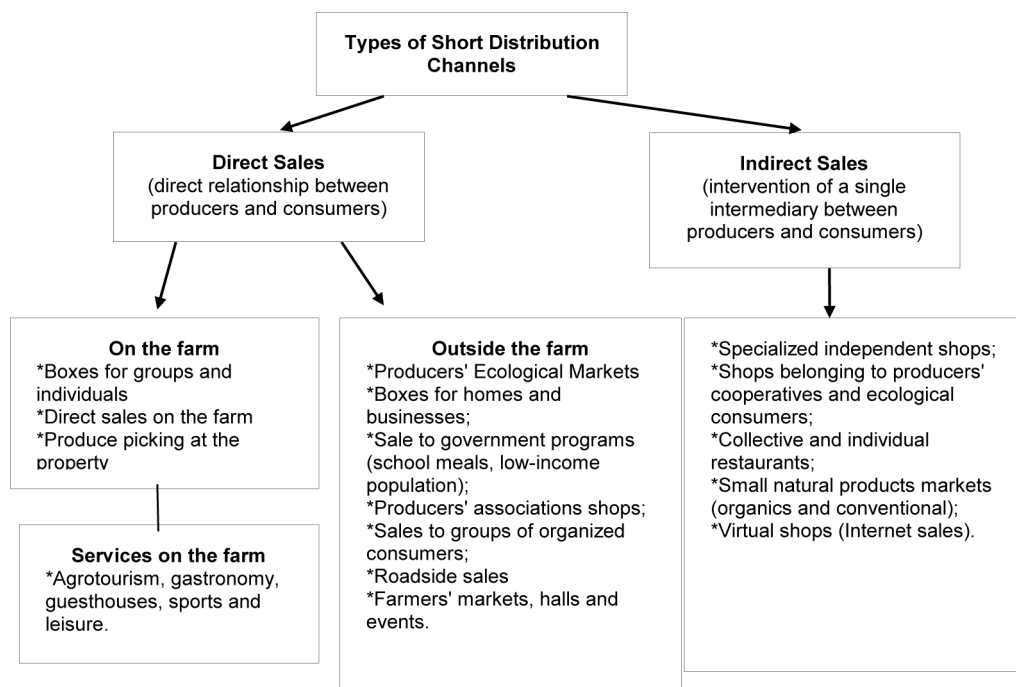 Types of Short Distribution
Channels
Direct Sales
(direct relationship between
producers and consumers)
Indirect Sales
(intervention of a single
intermediary between
producers and consumers)
On the farm
*Boxes for groups and
individuals
*Direct sales on the farm
*Produce picking at the
property
Services on the farm
*Agrotourism, gastronomy,
guesthouses, sports and
leisure.
Outside the farm
*Producers' Ecological Markets
*Boxes for homes and
businesses;
*Sale to government programs
(school meals, low-income
population);
*Producers' associations shops;
*Sales to groups of organized
consumers;
*Roadside sales
*Farmers' markets, halls and
events.
*Specialized independent shops;
*Shops belonging to producers'
cooperatives and ecological
consumers;
*Collective and individual
restaurants;
*Small natural products markets
(organics and conventional);
*Virtual shops (Internet sales).